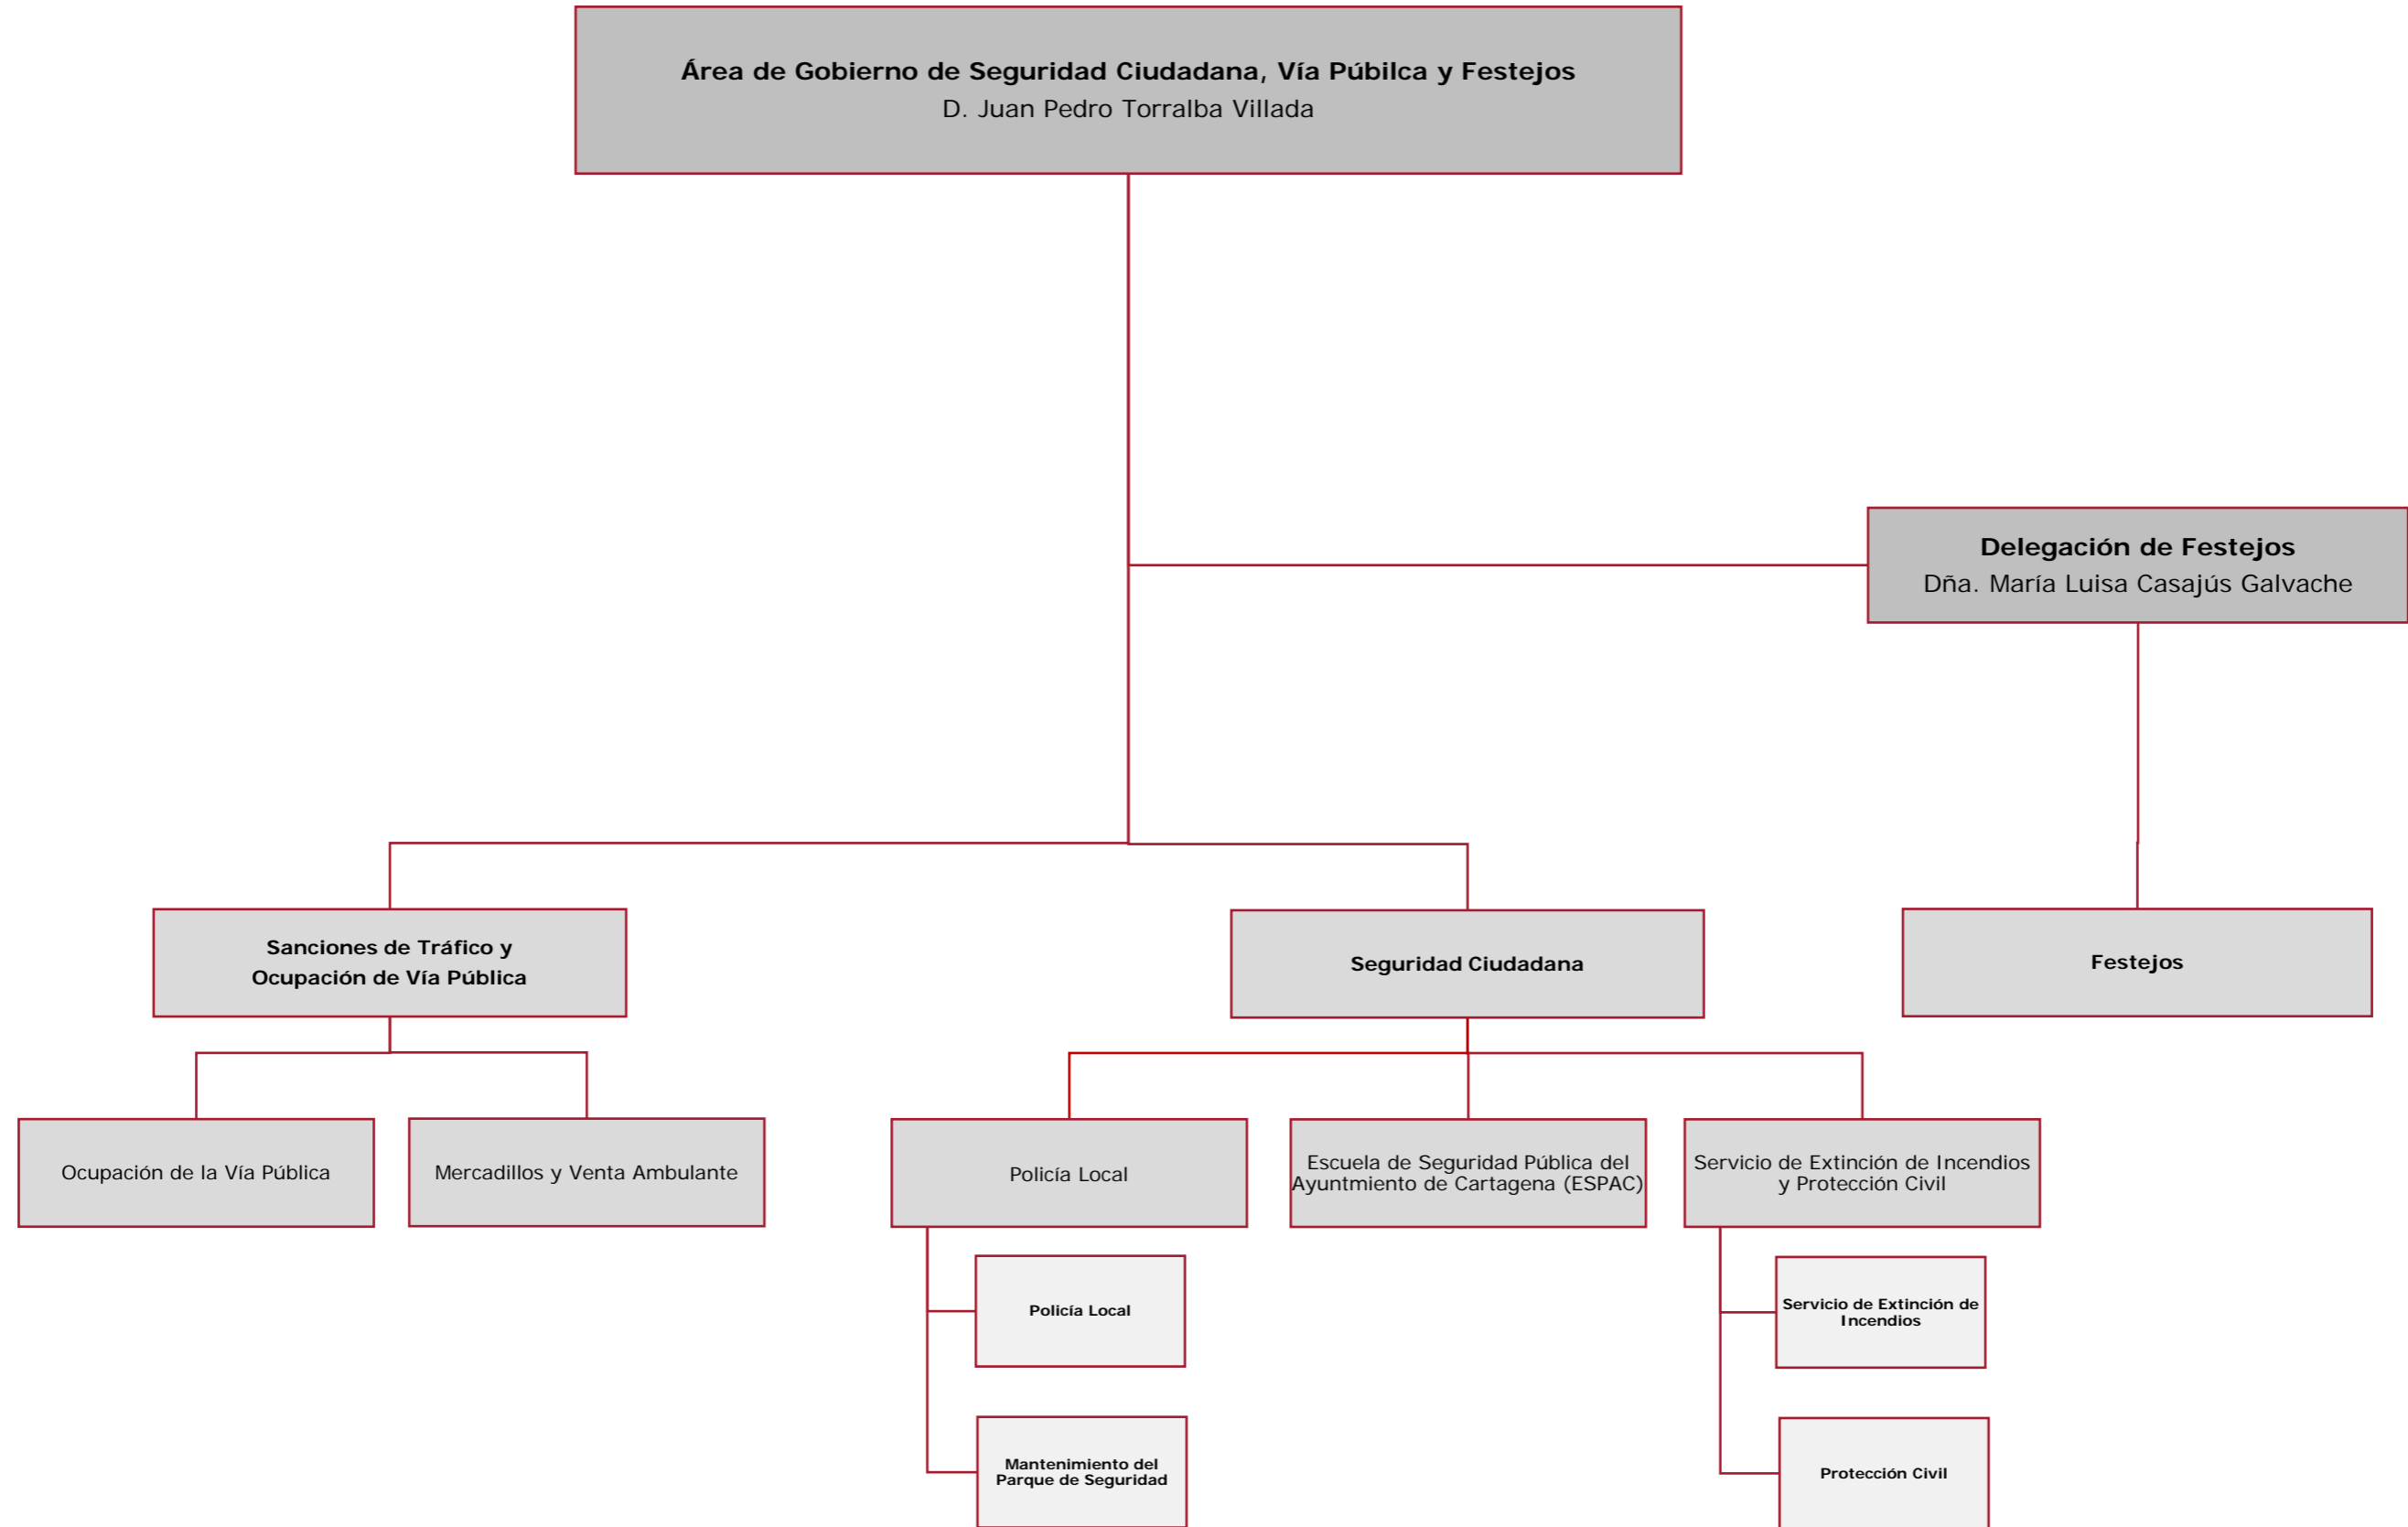 Área de Gobierno de Seguridad Ciudadana, Vía Púbilca y Festejos
D. Juan Pedro Torralba Villada
Delegación de Festejos
Dña. María Luisa Casajús Galvache
Sanciones de Tráfico y
Ocupación de Vía Pública
Seguridad Ciudadana
Festejos
Ocupación de la Vía Pública
Mercadillos y Venta Ambulante
Policía Local
Escuela de Seguridad Pública del
Ayuntmiento de Cartagena (ESPAC)
Servicio de Extinción de Incendios
y Protección Civil
Policía Local
Servicio de Extinción de
Incendios
Mantenimiento del
Parque de Seguridad
Protección Civil